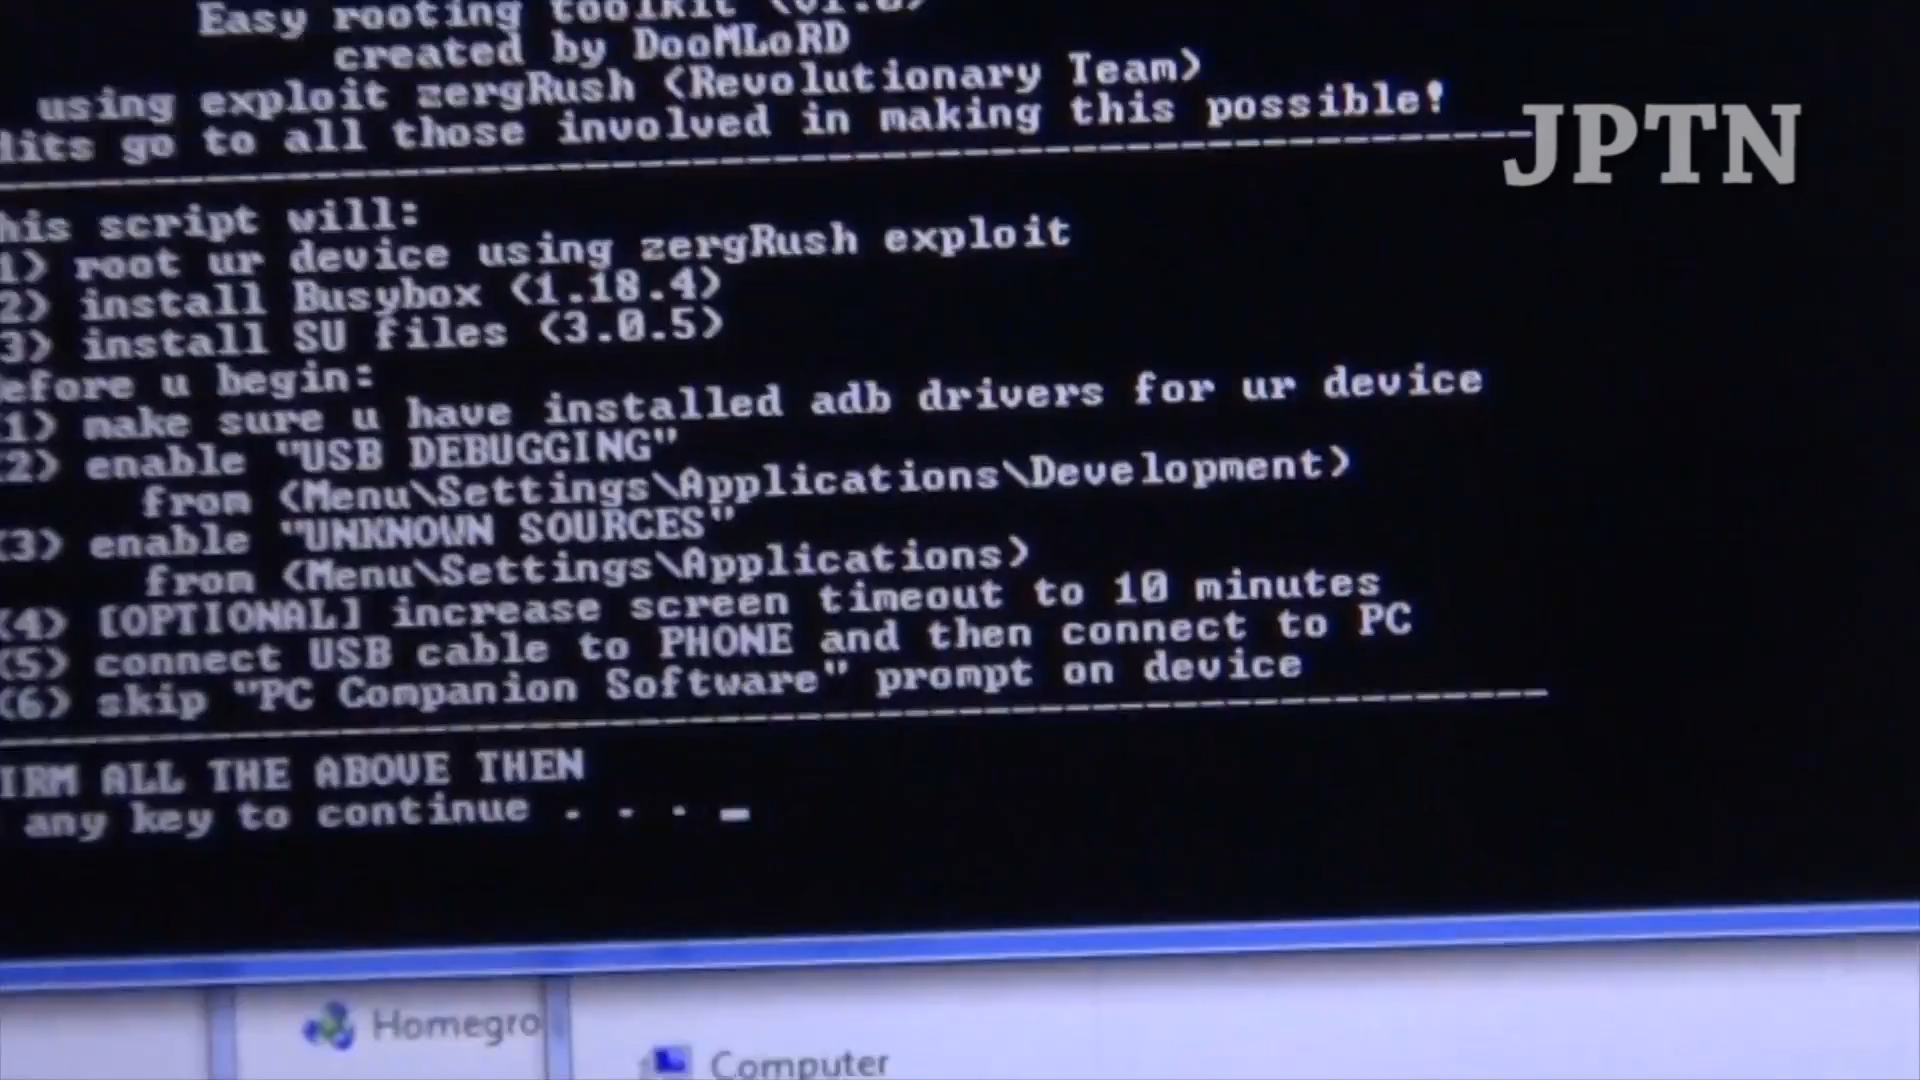 Easy rooting toolkit (v1.0)
created by DooMLoRD
using exploit zergRush (Revolutionary Team)
dits go to all those involved in making this possible!
JPTN
his script will:
1) root ur device using zergRush exploit
2) install Busybox (1.18.4)
3) install SU files (3.0.5)
efore u begin:
1) make sure u have installed adb drivers for ur device
2) enable "USB DEBUGGING"
from (Menu\Settings\Applications\Development)
(3) enable "UNKNOWN SOURCES"
from (Menu\Settings\Applications)
(4) [OPTIONAL] increase screen timeout to 10 minutes
(5) connect USB cable to PHONE and then connect to PC
(6) skip "PC Companion Software" prompt on device
IRM ALL THE ABOVE THEN
any key to continue . . .
Homegro
Computer